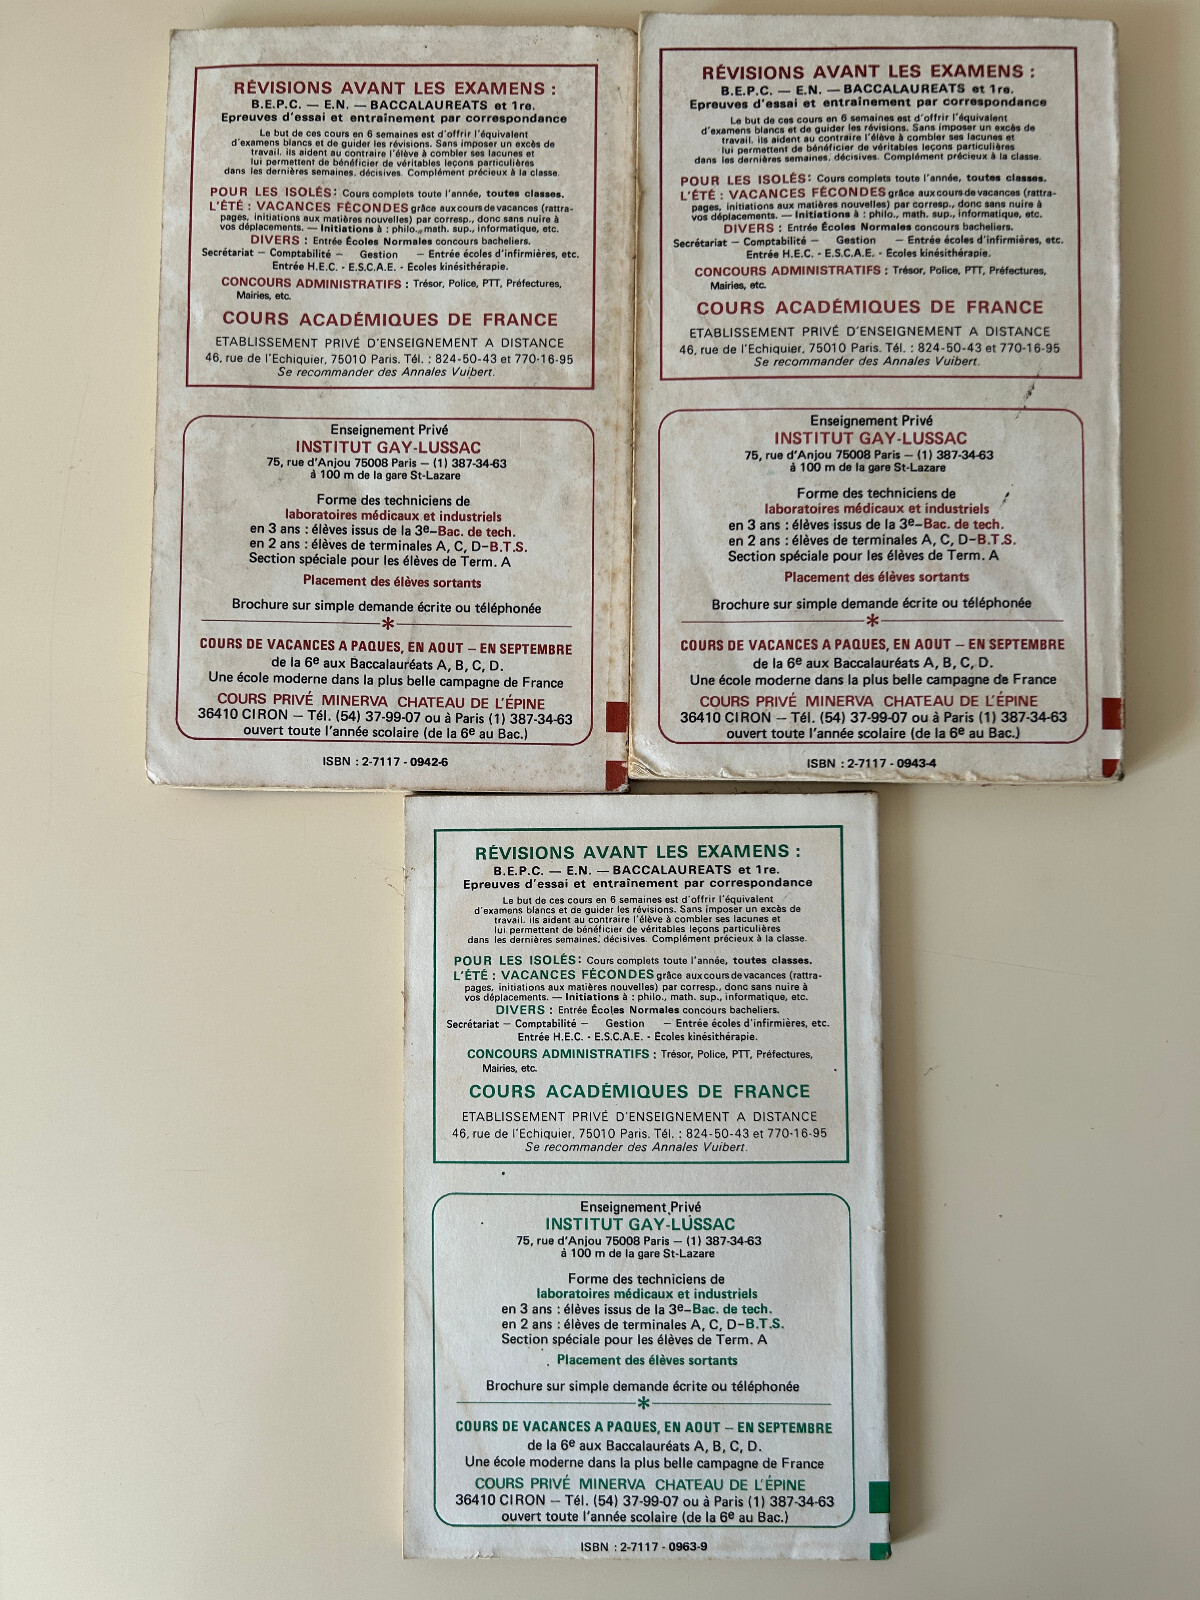 RÉVISIONS AVANT LES EXAMENS :
B.E.P.C. — E.N. — BACCALAUREATS et 1re.
Epreuves d'essai et entraînement par correspondance
Le but de ces cours en 6 semaines est d'offrir l'équivalent
d'examens blancs et de guider les révisions. Sans imposer un excès de
travail, ils aident au contraire l'élève à combler ses lacunes et
lui permettent de bénéficier de véritables leçons particulières
dans les dernières semaines, décisives. Complément précieux à la classe.
POUR LES ISOLÉS: Cours complets toute l'année, toutes classes.
L'ÉTÉ : VACANCES FÉCONDES grâce aux cours de vacances (rattra-
pages, initiations aux matières nouvelles) par corresp., donc sans nuire à
vos déplacements. — Initiations à : philo., math. sup., informatique, etc.
DIVERS : Entrée Écoles Normales concours bacheliers.
Secrétariat — Comptabilité — Gestion — Entrée écoles d'infirmières, etc.
Entrée H.E.C. - E.S.C.A.E. - Ecoles kinésithérapie.
CONCOURS ADMINISTRATIFS : Trésor, Police, PTT, Préfectures,
Mairies, etc.
COURS ACADÉMIQUES DE FRANCE
ETABLISSEMENT PRIVÉ D'ENSEIGNEMENT A DISTANCE
46, rue de l'Echiquier, 75010 Paris. Tél. : 824-50-43 et 770-16-95
Se recommander des Annales Vuibert.
Enseignement Privé
INSTITUT GAY-LUSSAC
75, rue d'Anjou 75008 Paris — (1) 387-34-63
à 100 m de la gare St-Lazare
Forme des techniciens de
laboratoires médicaux et industriels
en 3 ans : élèves issus de la 3e–Bac. de tech.
en 2 ans : élèves de terminales A, C, D–B.T.S.
Section spéciale pour les élèves de Term. A
Placement des élèves sortants
Brochure sur simple demande écrite ou téléphonée
COURS DE VACANCES A PAQUES, EN AOUT — EN SEPTEMBRE
de la 6e aux Baccalauréats A, B, C, D.
Une école moderne dans la plus belle campagne de France
COURS PRIVÉ MINERVA CHATEAU DE L'ÉPINE
36410 CIRON — Tél. (54) 37-99-07 ou à Paris (1) 387-34-63
ouvert toute l'année scolaire (de la 6e au Bac.)
ISBN : 2-7117 - 0942-6
RÉVISIONS AVANT LES EXAMENS :
B.E.P.C. — E.N. — BACCALAUREATS et 1re.
Epreuves d'essai et entraînement par correspondance
Le but de ces cours en 6 semaines est d'offrir l'équivalent
d'examens blancs et de guider les révisions. Sans imposer un excès de
travail, ils aident au contraire l'élève à combler ses lacunes et
lui permettent de bénéficier de véritables leçons particulières
dans les dernières semaines, décisives. Complément précieux à la classe.
POUR LES ISOLÉS: Cours complets toute l'année, toutes classes.
L'ÉTÉ : VACANCES FÉCONDES grâce aux cours de vacances (rattra-
pages, initiations aux matières nouvelles) par corresp., donc sans nuire à
vos déplacements. — Initiations à : philo., math. sup., informatique, etc.
DIVERS : Entrée Écoles Normales concours bacheliers.
Secrétariat — Comptabilité — Gestion — Entrée écoles d'infirmières, etc.
Entrée H.E.C. - E.S.C.A.E. - Ecoles kinésithérapie.
CONCOURS ADMINISTRATIFS : Trésor, Police, PTT, Préfectures,
Mairies, etc.
COURS ACADÉMIQUES DE FRANCE
ETABLISSEMENT PRIVÉ D'ENSEIGNEMENT A DISTANCE
46, rue de l'Echiquier, 75010 Paris. Tél. : 824-50-43 et 770-16-95
Se recommander des Annales Vuibert.
Enseignement Privé
INSTITUT GAY-LUSSAC
75, rue d'Anjou 75008 Paris — (1) 387-34-63
à 100 m de la gare St-Lazare
Forme des techniciens de
laboratoires médicaux et industriels
en 3 ans : élèves issus de la 3e–Bac. de tech.
en 2 ans : élèves de terminales A, C, D–B.T.S.
Section spéciale pour les élèves de Term. A
Placement des élèves sortants
Brochure sur simple demande écrite ou téléphonée
COURS DE VACANCES A PAQUES, EN AOUT — EN SEPTEMBRE
de la 6e aux Baccalauréats A, B, C, D.
Une école moderne dans la plus belle campagne de France
COURS PRIVÉ MINERVA CHATEAU DE L'ÉPINE
36410 CIRON — Tél. (54) 37-99-07 ou à Paris (1) 387-34-63
ouvert toute l'année scolaire (de la 6e au Bac.)
ISBN : 2-7117 - 0943-4
RÉVISIONS AVANT LES EXAMENS :
B.E.P.C. — E.N. — BACCALAUREATS et 1re.
Epreuves d'essai et entraînement par correspondance
Le but de ces cours en 6 semaines est d'offrir l'équivalent
d'examens blancs et de guider les révisions. Sans imposer un excès de
travail, ils aident au contraire l'élève à combler ses lacunes et
lui permettent de bénéficier de véritables leçons particulières
dans les dernières semaines, décisives. Complément précieux à la classe.
POUR LES ISOLÉS: Cours complets toute l'année, toutes classes.
L'ÉTÉ : VACANCES FÉCONDES grâce aux cours de vacances (rattra-
pages, initiations aux matières nouvelles) par corresp., donc sans nuire à
vos déplacements. — Initiations à : philo., math. sup., informatique, etc.
DIVERS : Entrée Écoles Normales concours bacheliers.
Secrétariat — Comptabilité — Gestion — Entrée écoles d'infirmières, etc.
Entrée H.E.C. - E.S.C.A.E. - Écoles kinésithérapie.
CONCOURS ADMINISTRATIFS : Trésor, Police, PTT, Préfectures,
Mairies, etc.
COURS ACADÉMIQUES DE FRANCE
ETABLISSEMENT PRIVÉ D'ENSEIGNEMENT A DISTANCE
46, rue de l'Echiquier, 75010 Paris. Tél. : 824-50-43 et 770-16-95
Se recommander des Annales Vuibert.
Enseignement Privé
INSTITUT GAY-LUSSAC
75, rue d'Anjou 75008 Paris — (1) 387-34-63
à 100 m de la gare St-Lazare
Forme des techniciens de
laboratoires médicaux et industriels
en 3 ans : élèves issus de la 3e–Bac. de tech.
en 2 ans : élèves de terminales A, C, D–B.T.S.
Section spéciale pour les élèves de Term. A
Placement des élèves sortants
Brochure sur simple demande écrite ou téléphonée
COURS DE VACANCES A PAQUES, EN AOUT — EN SEPTEMBRE
de la 6e aux Baccalauréats A, B, C, D.
Une école moderne dans la plus belle campagne de France
COURS PRIVÉ MINERVA CHATEAU DE L'ÉPINE
36410 CIRON — Tél. (54) 37-99-07 ou à Paris (1) 387-34-63
ouvert toute l'année scolaire (de la 6e au Bac.)
ISBN : 2-7117 - 0963-9